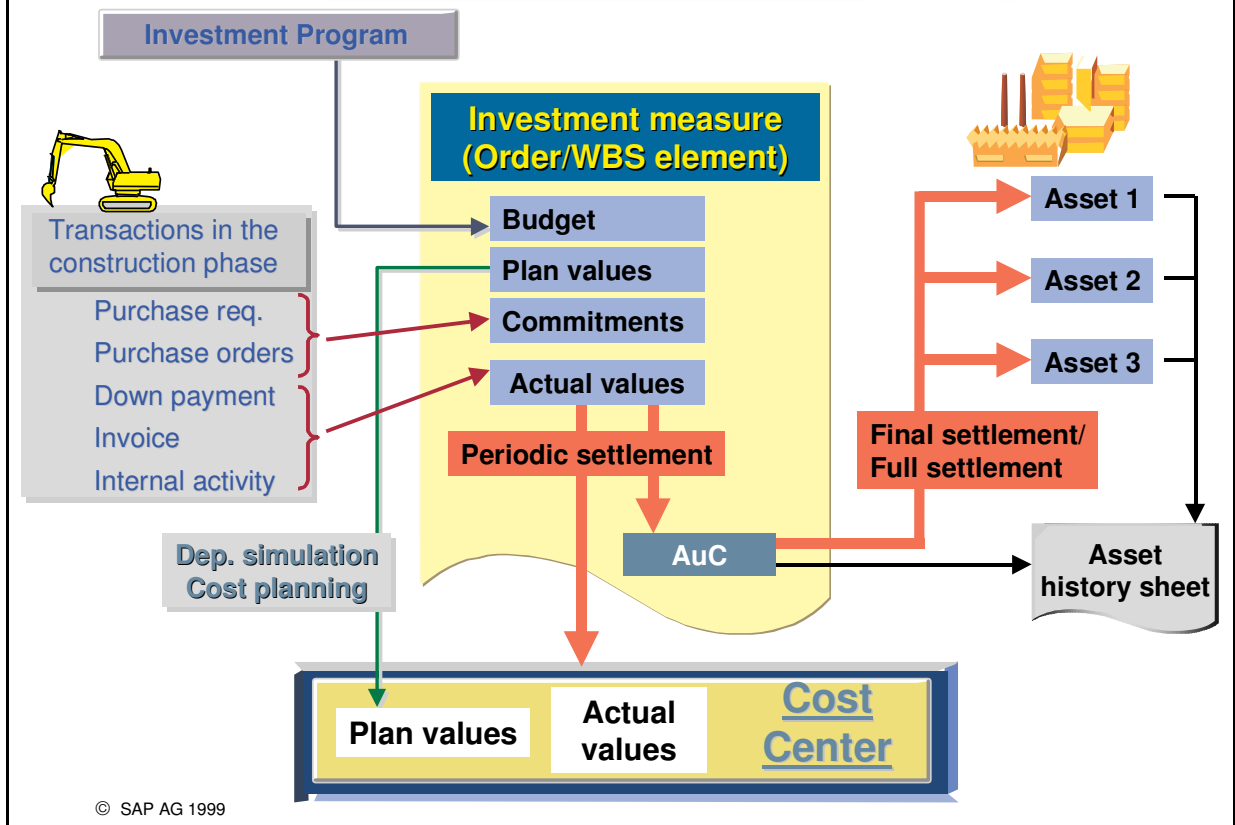 Investment Program
Investment measure
(Order/WBS element)
Budget
Plan values
Commitments
Actual values
Periodic settlement
AuC
Transactions in the
construction phase
Purchase req.
Purchase orders
Down payment
Invoice
Internal activity
Dep. simulation
Cost planning
Asset 1
Asset 2
Asset 3
Final settlement/
Full settlement
Asset
history sheet
Plan values
Actual
values
Cost
Center
© SAP AG 1999